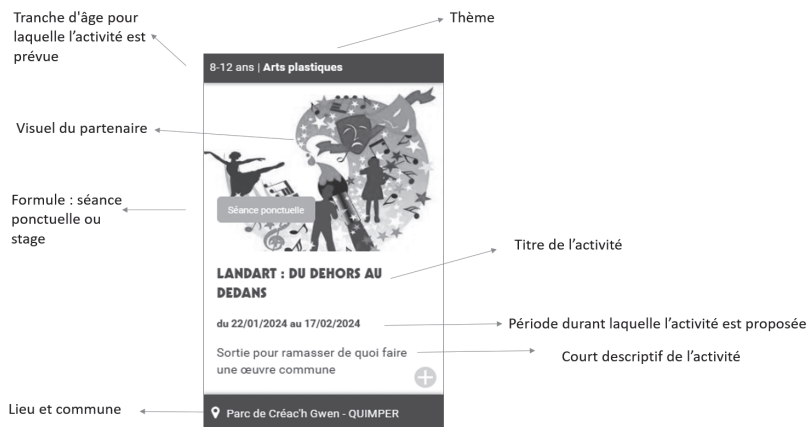 Tranche d'âge pour
laquelle l’activité est
prévue
Thème
8-12 ans | Arts plastiques
Visuel du partenaire
Formule : séance
ponctuelle ou
stage
Séance ponctuelle
Titre de l’activité
LANDART : DU DEHORS AU
DEDANS
du 22/01/2024 au 17/02/2024
Période durant laquelle l’activité est proposée
Sortie pour ramasser de quoi faire
une œuvre commune
Court descriptif de l’activité
Lieu et commune
Parc de Créac'h Gwen - QUIMPER